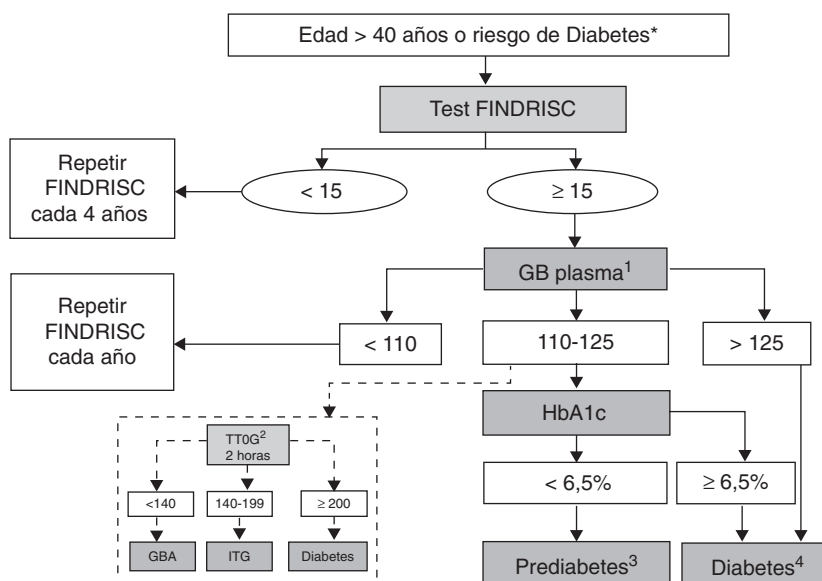 Edad > 40 años o riesgo de Diabetes*
Test FINDRISC
Repetir
FINDRISC
cada 4 años
< 15
≥ 15
GB plasma¹
Repetir
FINDRISC
cada año
< 110
110-125
> 125
HbA1c
TT0G²
2 horas
< 6,5%
≥ 6,5%
<140
140-199
≥ 200
GBA
ITG
Diabetes
Prediabetes³
Diabetes⁴